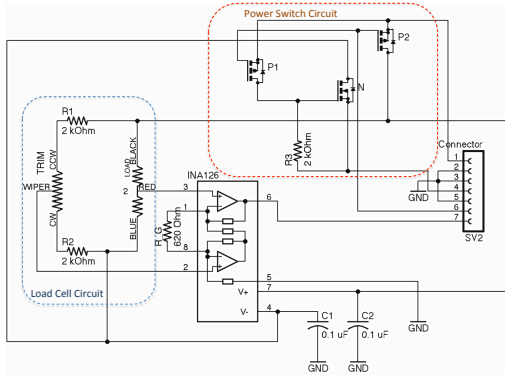 Power Switch Circuit
P2
P1
N
R1
2 kOhm
TRIM
CCW
WIPER
CW
LOAD
BLACK
2
RED
BLUE
R2
2 kOhm
Load Cell Circuit
R3
2 kOhm
INA126
3
1
R_G
620 Ohm
8
2
6
5
7
4
V+
V-
Connector
1
2
3
4
5
6
7
SV2
GND
C1
0.1 uF
C2
0.1 uF
GND
GND
GND